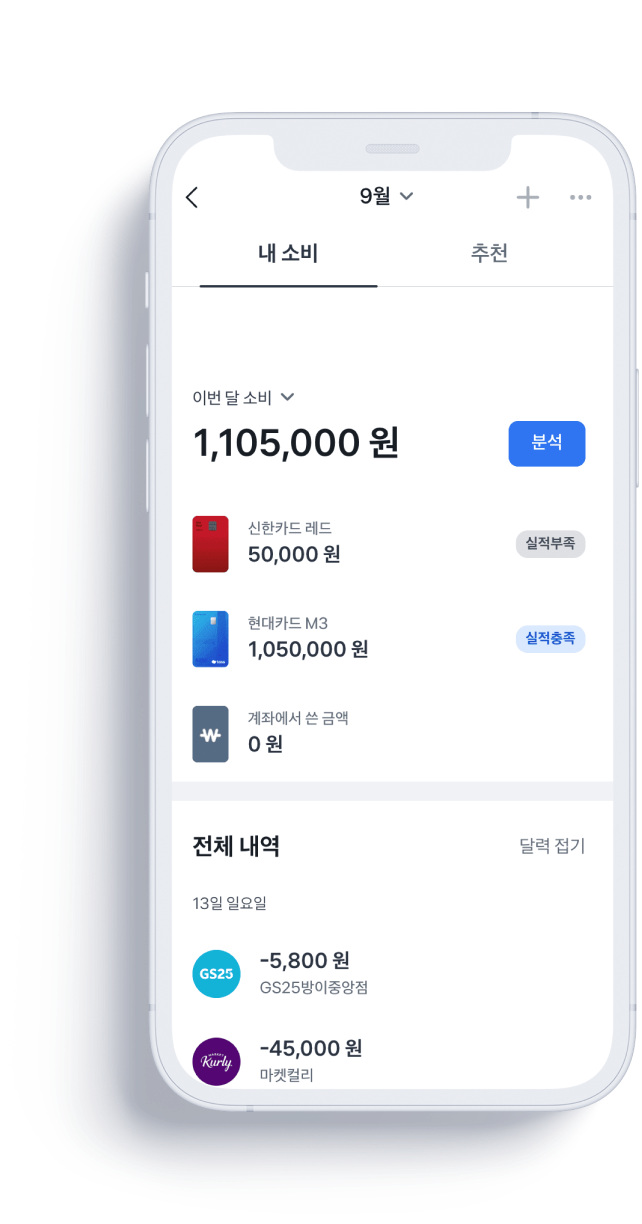 9월
내 소비
추천
이번 달 소비
1,105,000 원
분석
신한카드 레드
50,000 원
실적부족
현대카드 M3
1,050,000 원
실적충족
계좌에서 쓴 금액
0 원
전체 내역
달력 접기
13일 일요일
GS25
-5,800 원
GS25방이중앙점
Kurly
-45,000 원
마켓컬리